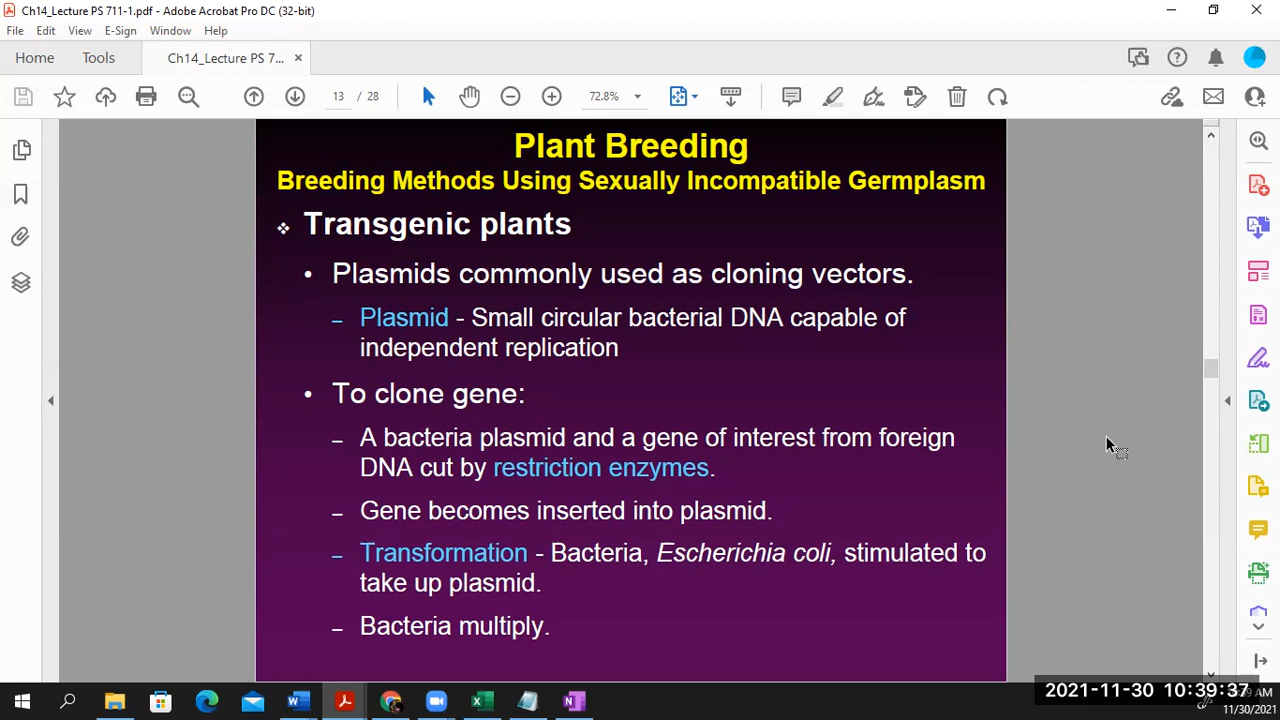 Ch14_Lecture PS 711-1.pdf - Adobe Acrobat Pro DC (32-bit)
File Edit View E-Sign Window Help
Home Tools Ch14_Lecture PS 7... ×
13 / 28 72.8%
Plant Breeding
Breeding Methods Using Sexually Incompatible Germplasm
❖ Transgenic plants
• Plasmids commonly used as cloning vectors.
– Plasmid - Small circular bacterial DNA capable of
independent replication
• To clone gene:
– A bacteria plasmid and a gene of interest from foreign
DNA cut by restriction enzymes.
– Gene becomes inserted into plasmid.
– Transformation - Bacteria, Escherichia coli, stimulated to
take up plasmid.
– Bacteria multiply.
2021-11-30 10:39:37
AM
11/30/2021